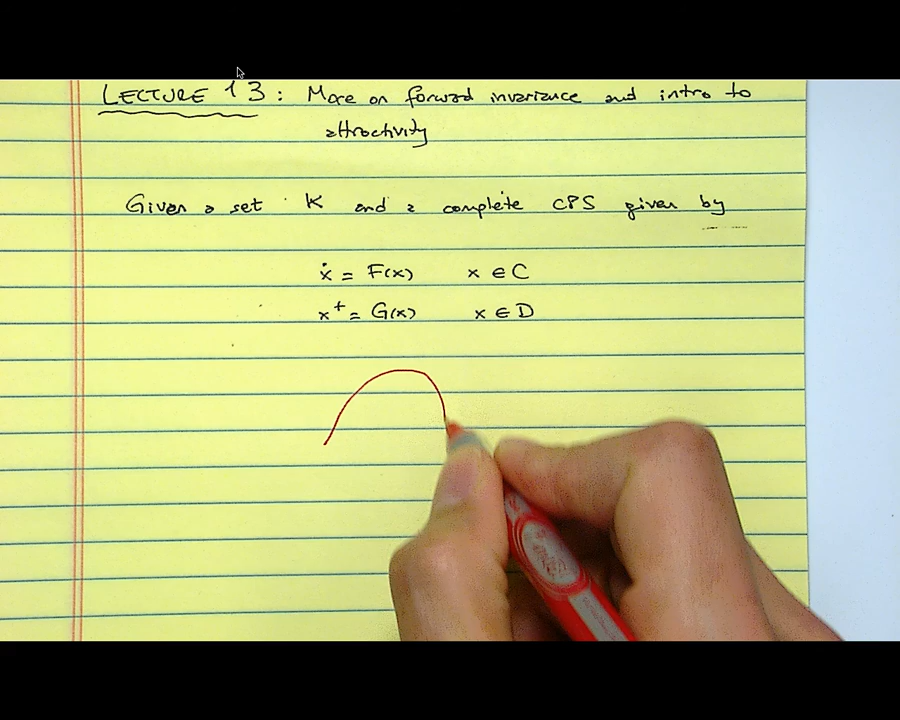 LECTURE 13: More on forward invariance and intro to
attractivity
Given a set K and a complete CPS given by
ẋ = F(x) x ∈ C
x⁺ = G(x) x ∈ D